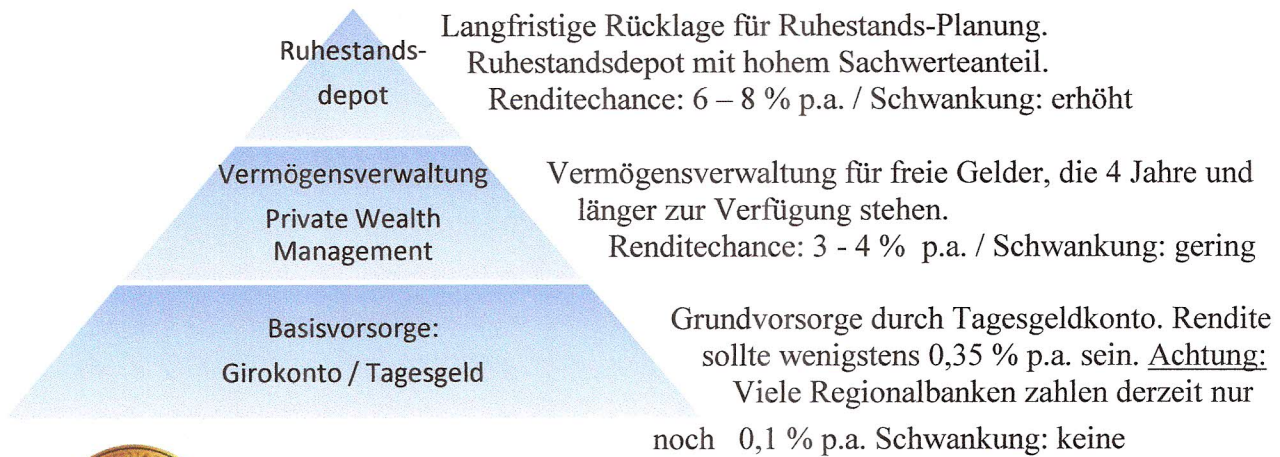 Ruhestands-
depot
Langfristige Rücklage für Ruhestands-Planung.
Ruhestandsdepot mit hohem Sachwerteanteil.
Renditechance: 6 – 8 % p.a. / Schwankung: erhöht
Vermögensverwaltung
Private Wealth
Management
Vermögensverwaltung für freie Gelder, die 4 Jahre und
länger zur Verfügung stehen.
Renditechance: 3 - 4 % p.a. / Schwankung: gering
Basisvorsorge:
Girokonto / Tagesgeld
Grundvorsorge durch Tagesgeldkonto. Rendite
sollte wenigstens 0,35 % p.a. sein. Achtung:
Viele Regionalbanken zahlen derzeit nur
noch 0,1 % p.a. Schwankung: keine